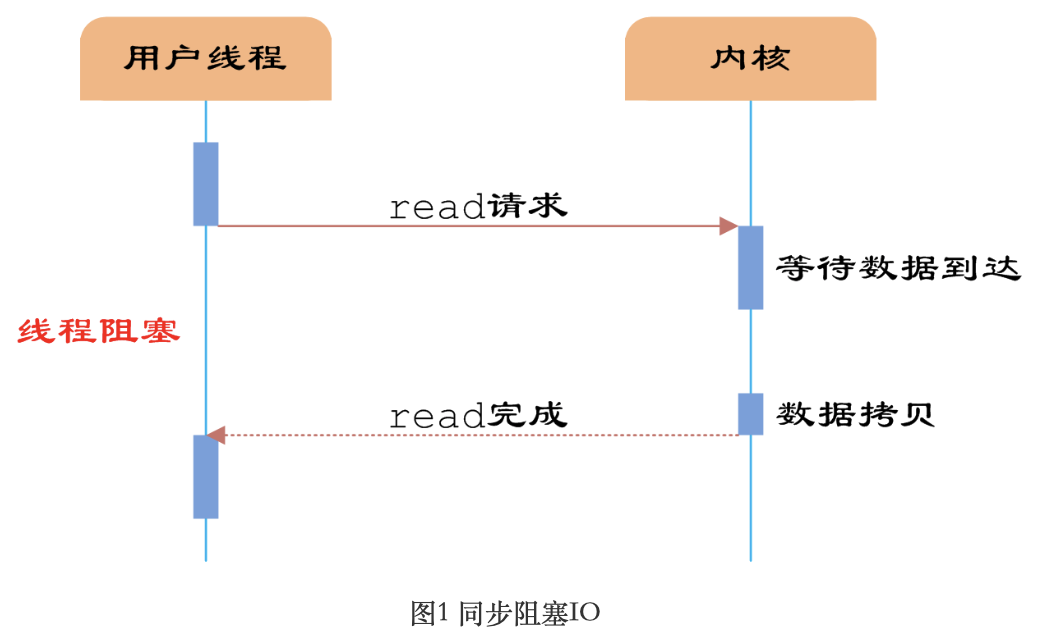 用户线程
内核
read请求
等待数据到达
线程阻塞
read完成
数据拷贝
图1 同步阻塞IO